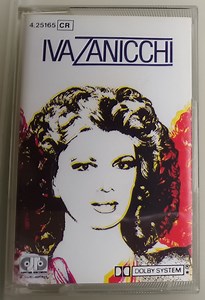 4.25165 CR
IVA ZANICCHI
DOLBY SYSTEM